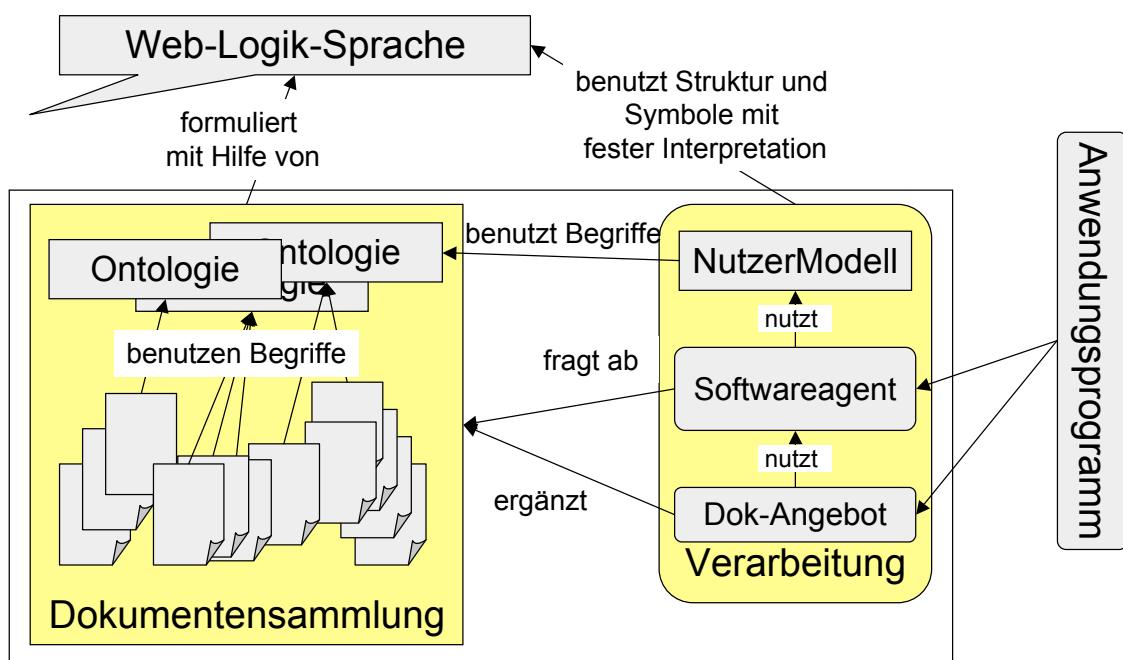 Web-Logik-Sprache
benutzt Struktur und
Symbole mit
fester Interpretation
formuliert
mit Hilfe von
Anwendungsprogramm
benutzt Begriffe
Ontologie
Ontologie
NutzerModell
nutzt
benutzen Begriffe
fragt ab
Softwareagent
nutzt
ergänzt
Dok-Angebot
Verarbeitung
Dokumentensammlung